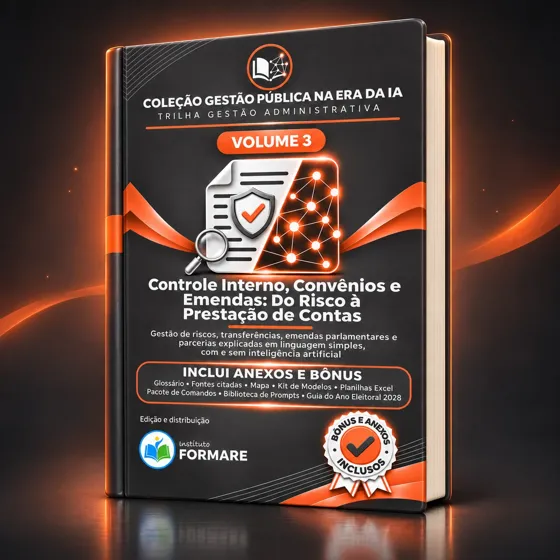 COLEÇÃO GESTÃO PÚBLICA NA ERA DA IA
TRILHA GESTÃO ADMINISTRATIVA
VOLUME 3
Controle Interno, Convênios e
Emendas: Do Risco à
Prestação de Contas
Gestão de riscos, transferências, emendas parlamentares e
parcerias explicadas em linguagem simples,
com e sem inteligência artificial
INCLUI ANEXOS E BÔNUS
Glossário • Fontes citadas • Mapa • Kit de Modelos • Planilhas Excel
Pacote de Comandos • Biblioteca de Prompts • Guia do Ano Eleitoral 2028
Edição e distribuição
Instituto
FORMARE
BÔNUS E ANEXOS
INCLUSOS